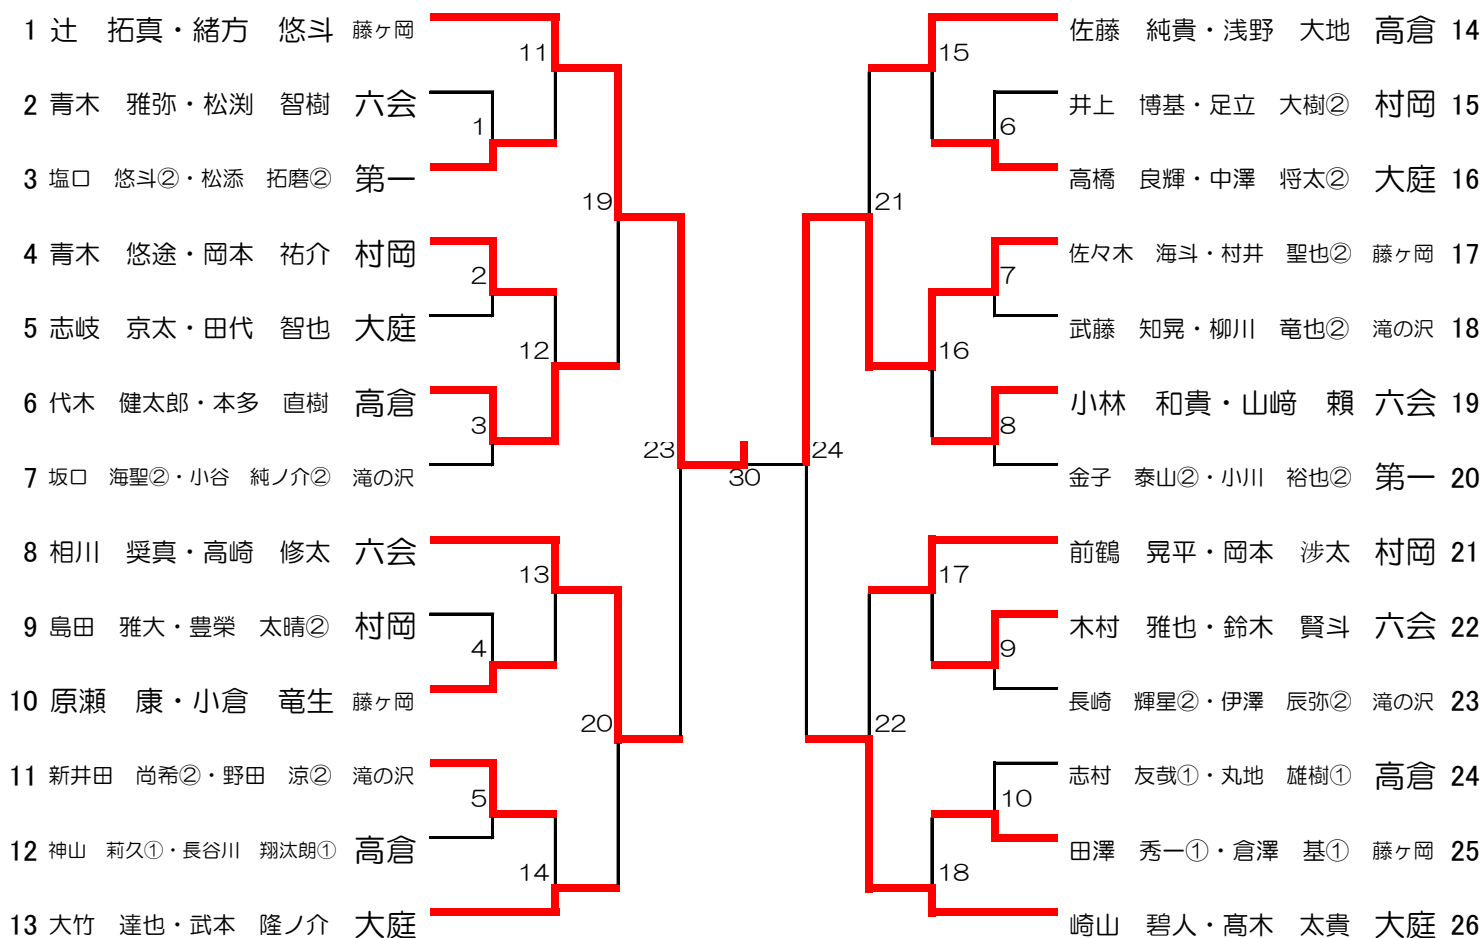 1 辻　拓真・緒方　悠斗 藤ヶ岡
2 青木　雅弥・松渕　智樹 六会
3 塩口　悠斗②・松添　拓磨② 第一
4 青木　悠途・岡本　祐介 村岡
5 志岐　京太・田代　智也 大庭
6 代木　健太郎・本多　直樹 高倉
7 坂口　海聖②・小谷　純ノ介② 滝の沢
8 相川　奨真・高崎　修太 六会
9 島田　雅大・豊榮　太晴② 村岡
10 原瀬　康・小倉　竜生 藤ヶ岡
11 新井田　尚希②・野田　涼② 滝の沢
12 神山　莉久①・長谷川　翔汰朗① 高倉
13 大竹　達也・武本　隆ノ介 大庭
11
1
19
2
12
3
23
13
4
20
5
14
30
15
6
21
7
16
8
24
17
9
22
10
18
佐藤　純貴・浅野　大地 高倉 14
井上　博基・足立　大樹② 村岡 15
高橋　良輝・中澤　将太② 大庭 16
佐々木　海斗・村井　聖也② 藤ヶ岡 17
武藤　知晃・柳川　竜也② 滝の沢 18
小林　和貴・山﨑　頼 六会 19
金子　泰山②・小川　裕也② 第一 20
前鶴　晃平・岡本　渉太 村岡 21
木村　雅也・鈴木　賢斗 六会 22
長崎　輝星②・伊澤　辰弥② 滝の沢 23
志村　友哉①・丸地　雄樹① 高倉 24
田澤　秀一①・倉澤　基① 藤ヶ岡 25
崎山　碧人・髙木　太貴 大庭 26